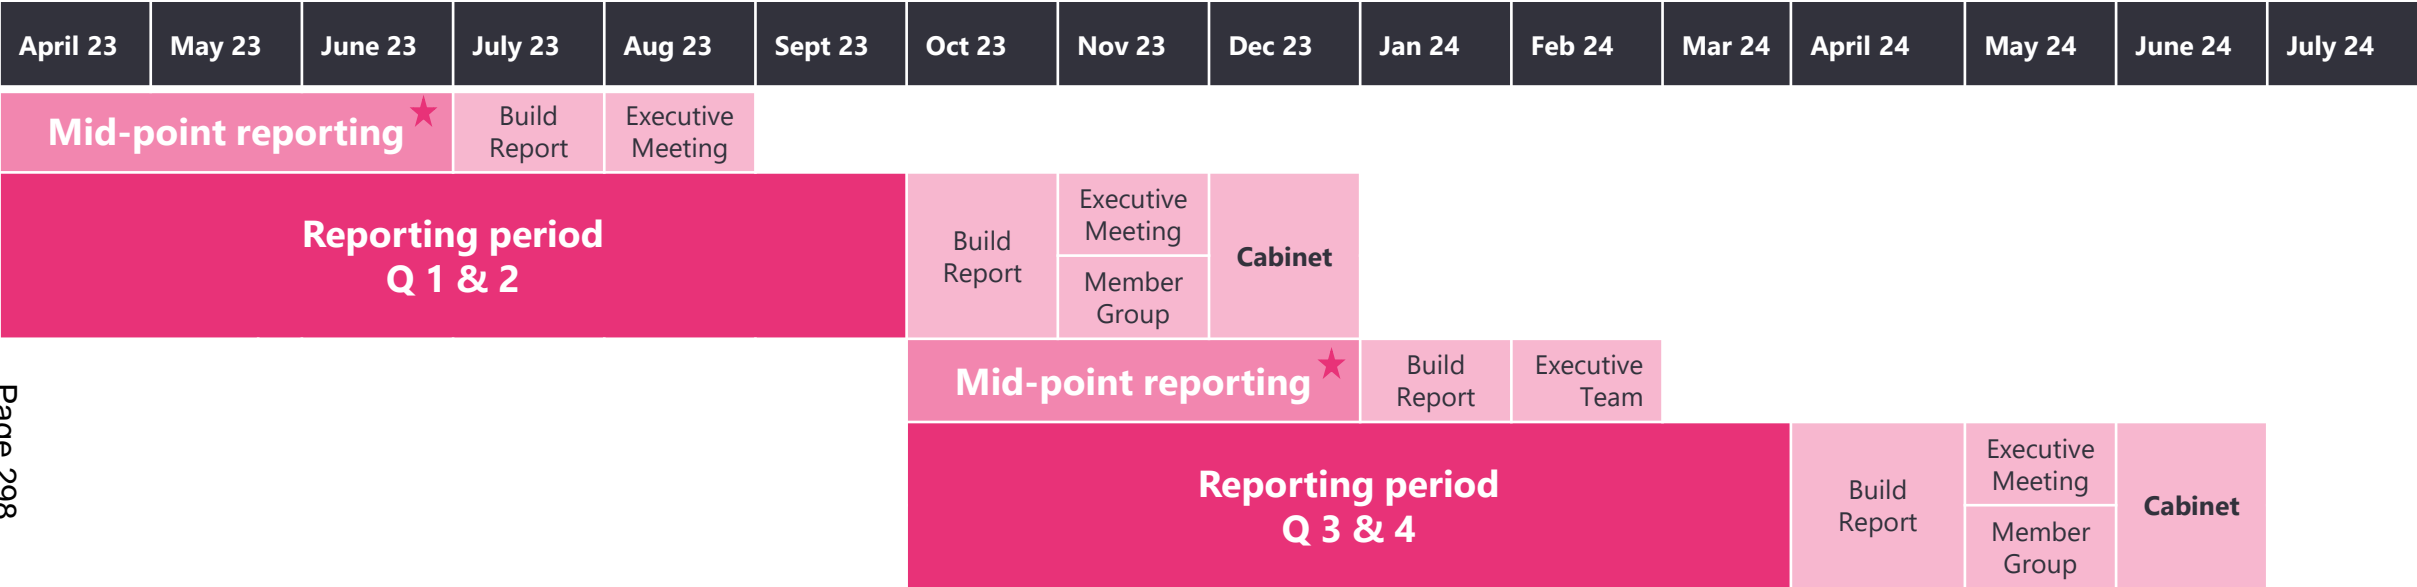 April 23 May 23 June 23 July 23 Aug 23 Sept 23 Oct 23 Nov 23 Dec 23 Jan 24 Feb 24 Mar 24 April 24 May 24 June 24 July 24
Mid-point reporting
Build
Report
Executive
Meeting
Reporting period
Q 1 & 2
Build
Report
Executive
Meeting
Member
Group
Cabinet
Mid-point reporting
Build
Report
Executive
Team
Reporting period
Q 3 & 4
Build
Report
Executive
Meeting
Member
Group
Cabinet
Page 298